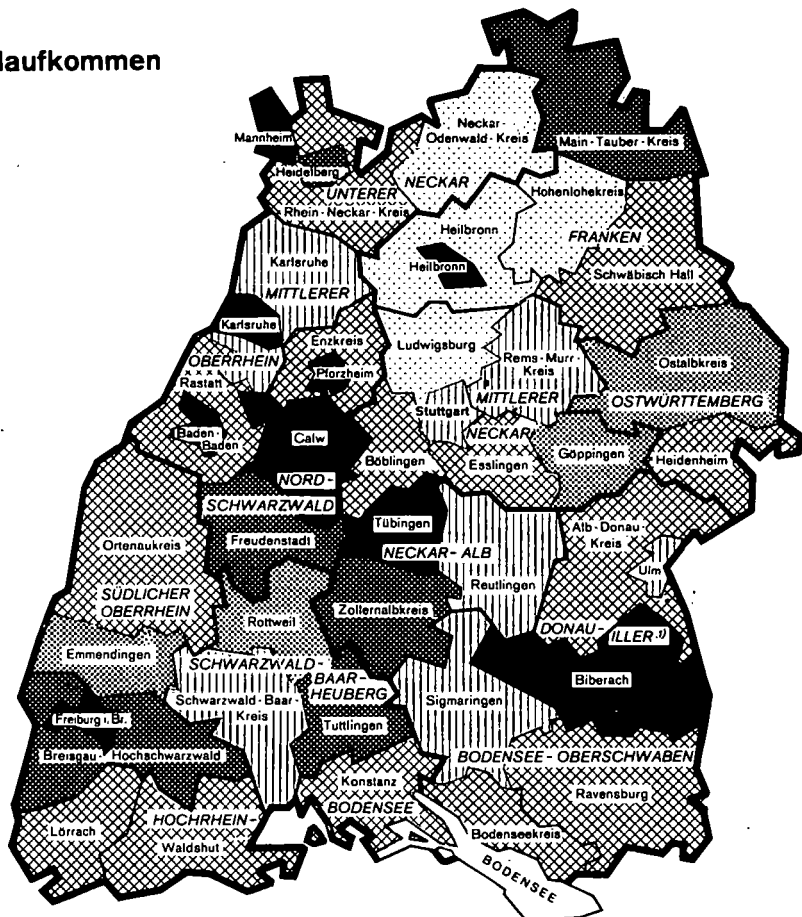 laufkommen
Neckar-
Odenwald-Kreis
Mannheim
Main-Tauber-Kreis
Heidelberg
UNTERER
NECKAR
Hohenlohekreis
Rhein-Neckar-Kreis
Heilbronn
FRANKEN
Karlsruhe
Heilbronn
Schwäbisch Hall
MITTLERER
Karlsruhe
Enzkreis
Ludwigsburg
Rems-Murr-
Kreis
Ostalbkreis
OBERRHEIN
Rastatt
Pforzheim
Stuttgart
MITTLERER
OSTWÜRTTEMBERG
Baden-
Baden
Calw
NECKAR
Böblingen
Esslingen
Göppingen
Heidenheim
NORD-
SCHWARZWALD
Tübingen
Alb-Donau-
Kreis
Ortenaukreis
Freudenstadt
NECKAR-ALB
Ulm
Reutlingen
SÜDLICHER
OBERRHEIN
Zollernalbkreis
Rottweil
DONAU-
ILLER 1)
Emmendingen
SCHWARZWALD-
BAAR-
HEUBERG
Biberach
Schwarzwald-Baar-
Kreis
Sigmaringen
Freiburg i. Br.
Tuttlingen
Breisgau-Hochschwarzwald
BODENSEE-OBERSCHWABEN
Konstanz
Ravensburg
BODENSEE
HOCHRHEIN-
Lörrach
Waldshut
Bodenseekreis
BODENSEE